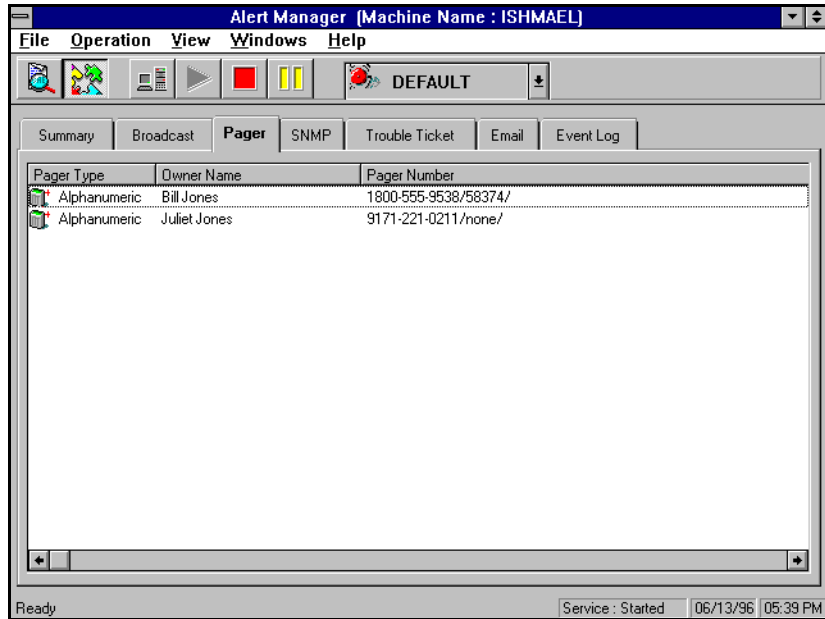 Alert Manager (Machine Name : ISHMAEL)
File Operation View Windows Help
DEFAULT
Summary Broadcast Pager SNMP Trouble Ticket Email Event Log
Pager Type Owner Name Pager Number
Alphanumeric Bill Jones 1800-555-9538/58374/
Alphanumeric Juliet Jones 9171-221-0211/none/
Ready Service : Started 06/13/96 05:39 PM